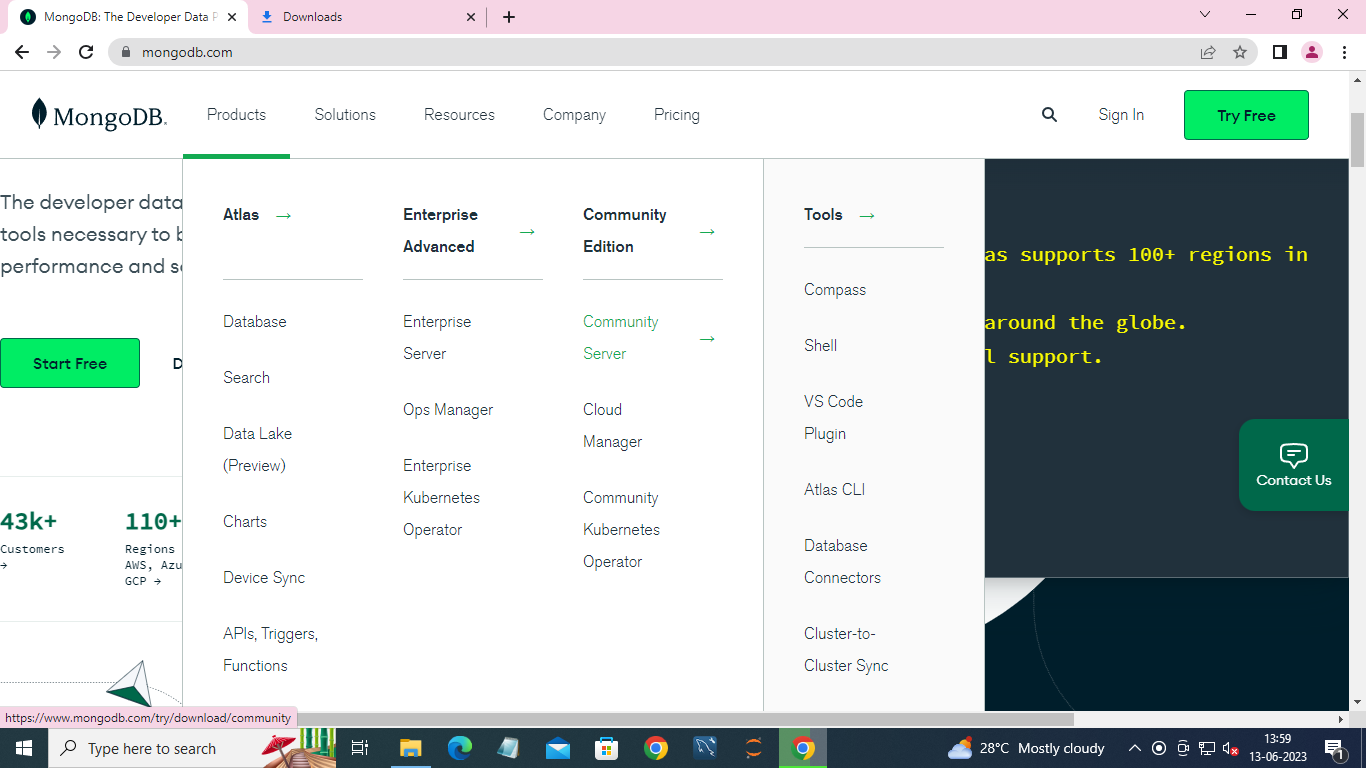 MongoDB: The Developer Data P
Downloads
mongodb.com
MongoDB.
Products
Solutions
Resources
Company
Pricing
Sign In
Try Free
The developer data
tools necessary to b
performance and sc
Start Free
D
43k+
Customers
→
110+
Regions
AWS, Azu
GCP →
Atlas →
Database
Search
Data Lake
(Preview)
Charts
Device Sync
APIs, Triggers,
Functions
Enterprise
Advanced →
Enterprise
Server
Ops Manager
Enterprise
Kubernetes
Operator
Community
Edition →
Community
Server →
Cloud
Manager
Community
Kubernetes
Operator
Tools →
Compass
Shell
VS Code
Plugin
Atlas CLI
Database
Connectors
Cluster-to-
Cluster Sync
as supports 100+ regions in
around the globe.
l support.
Contact Us
https://www.mongodb.com/try/download/community
Type here to search
28°C Mostly cloudy
13:59
13-06-2023
1